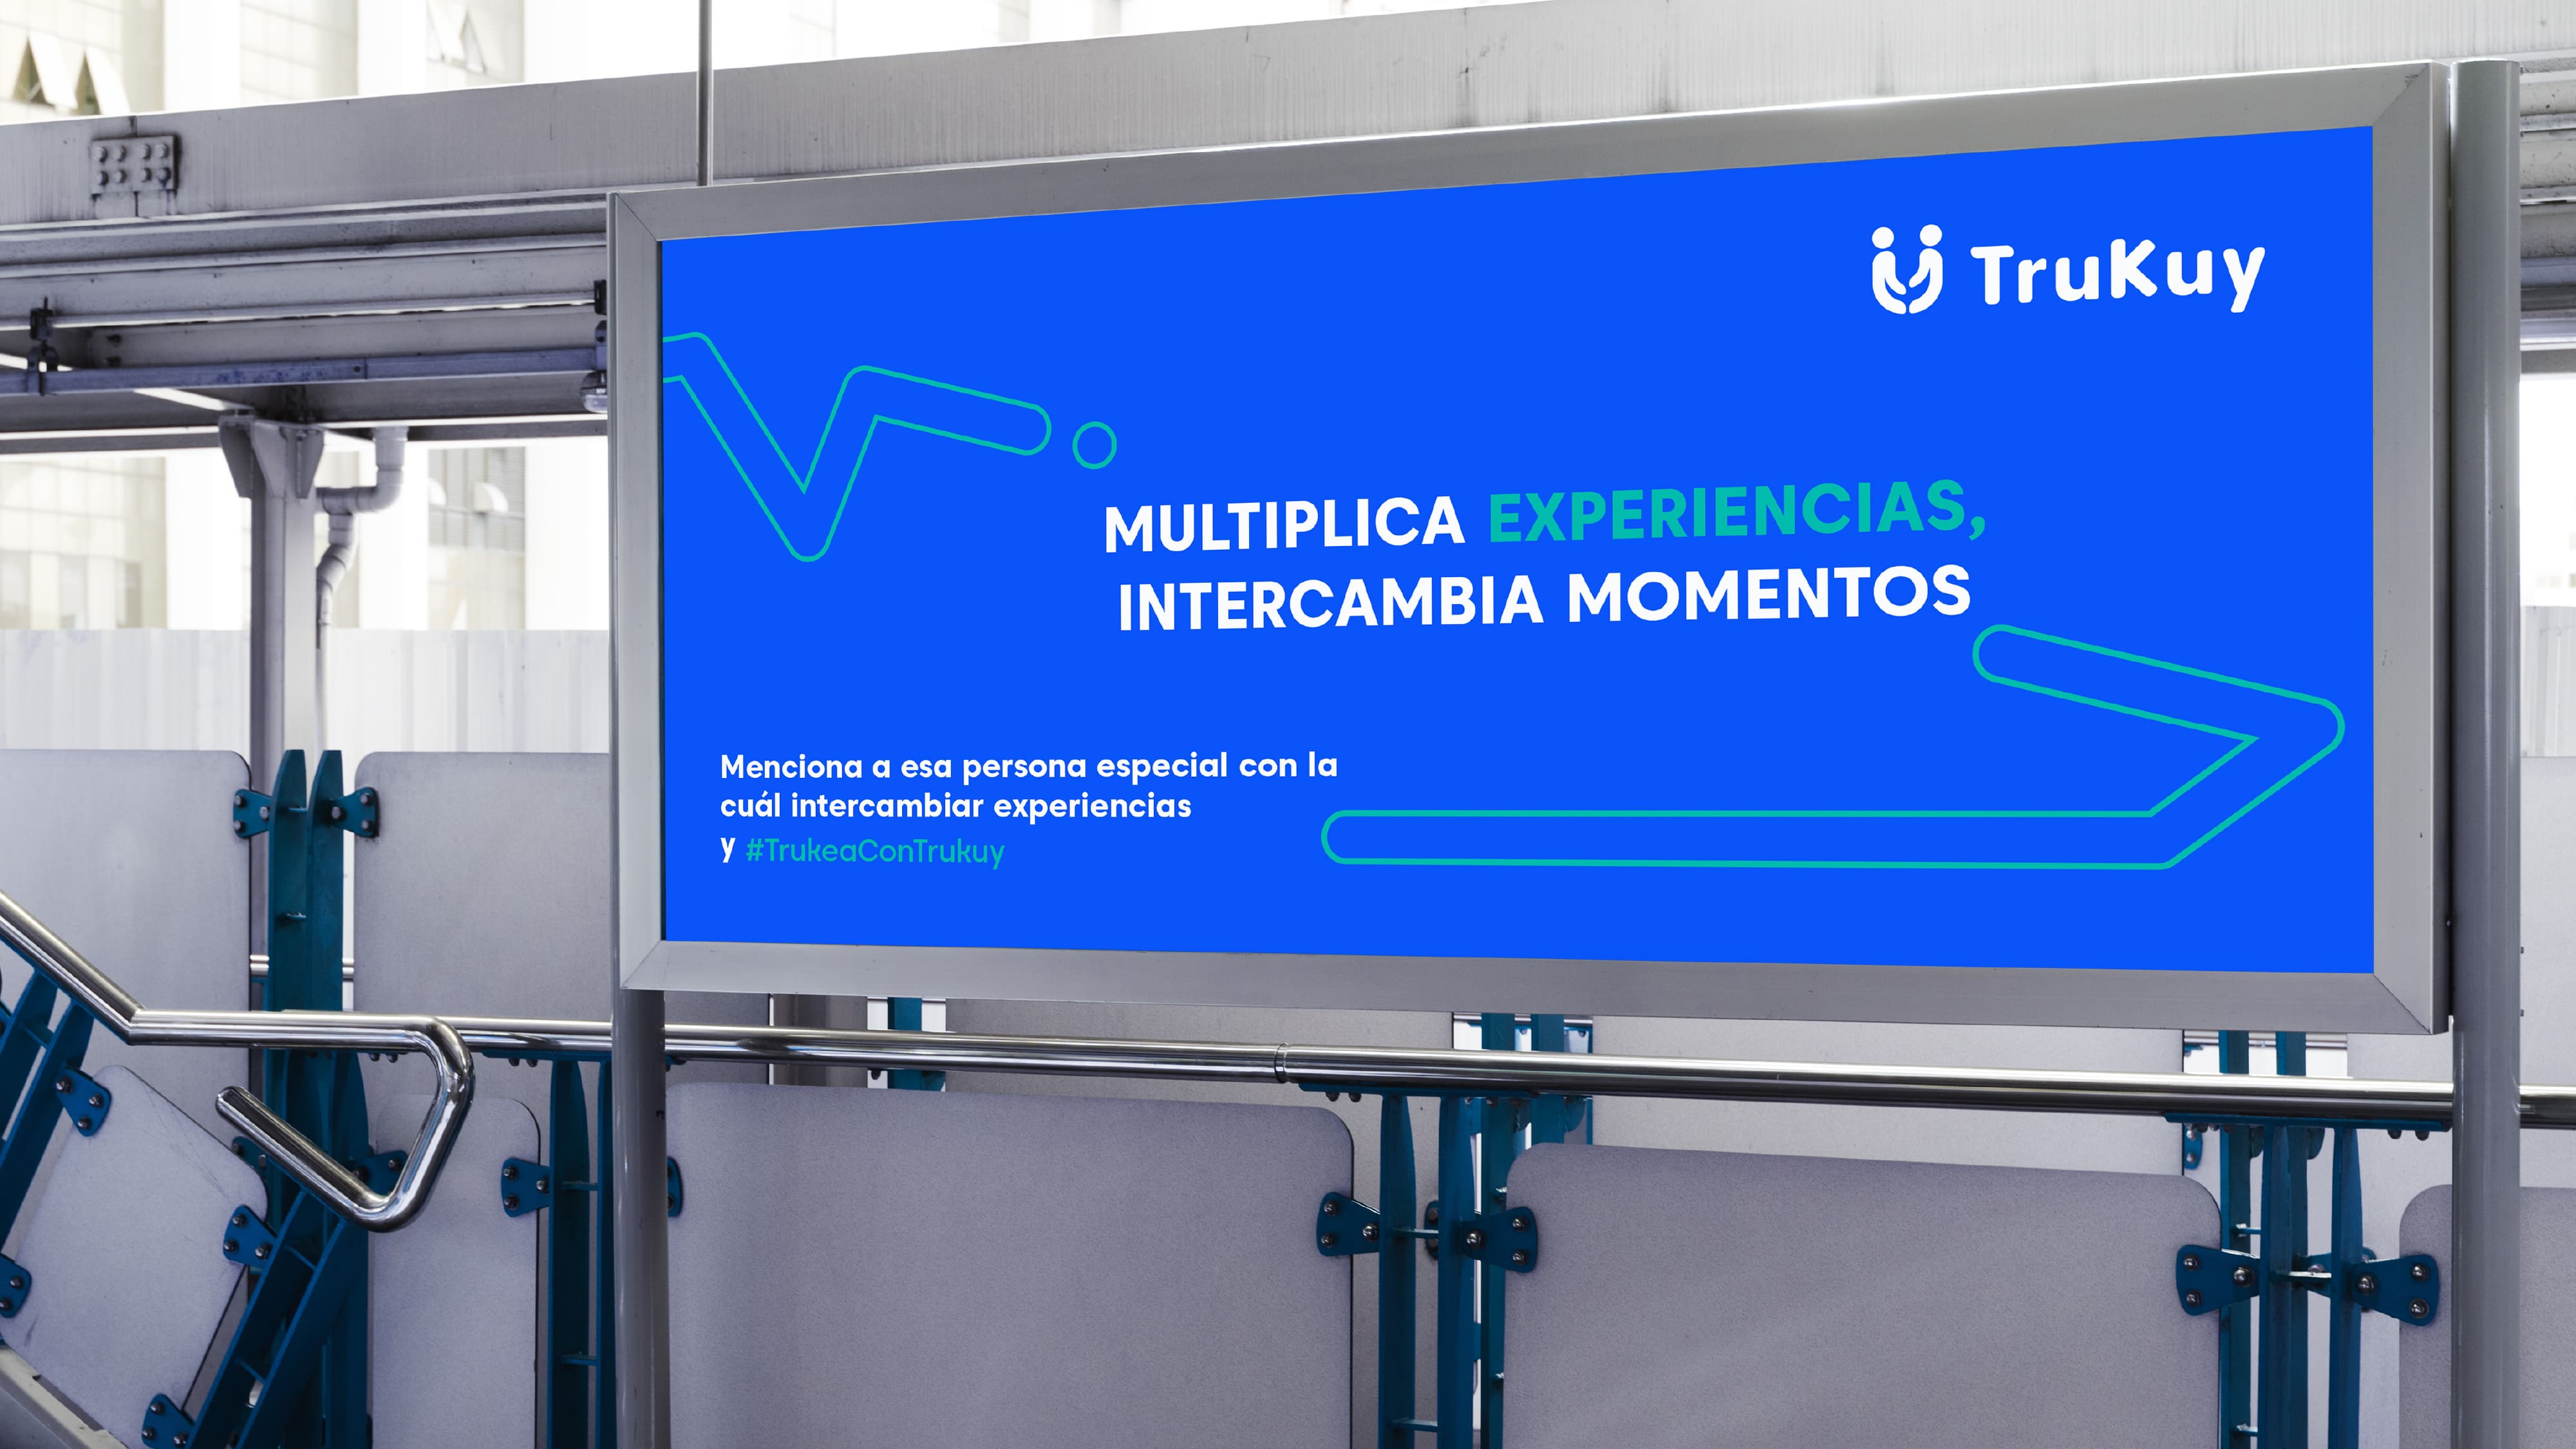 TruKuy
MULTIPLICA EXPERIENCIAS,
INTERCAMBIA MOMENTOS
Menciona a esa persona especial con la
cuál intercambiar experiencias
y #TrukeaConTrukuy